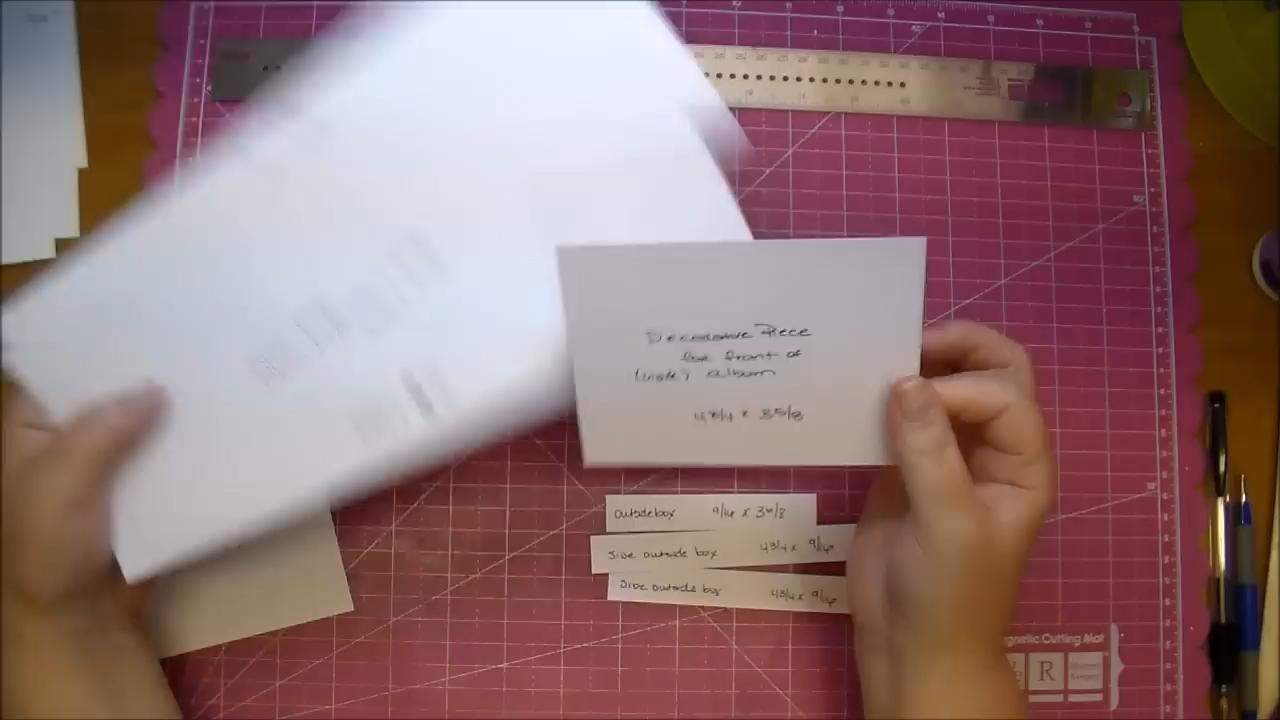 Decorative Piece
for front of
album
4 3/4 x 3 5/8
outside box 9/16 x 3 5/8
Side outside box 4 3/4 x 9/16
Side outside box 4 3/4 x 9/16
Magnetic Cutting Mat
R